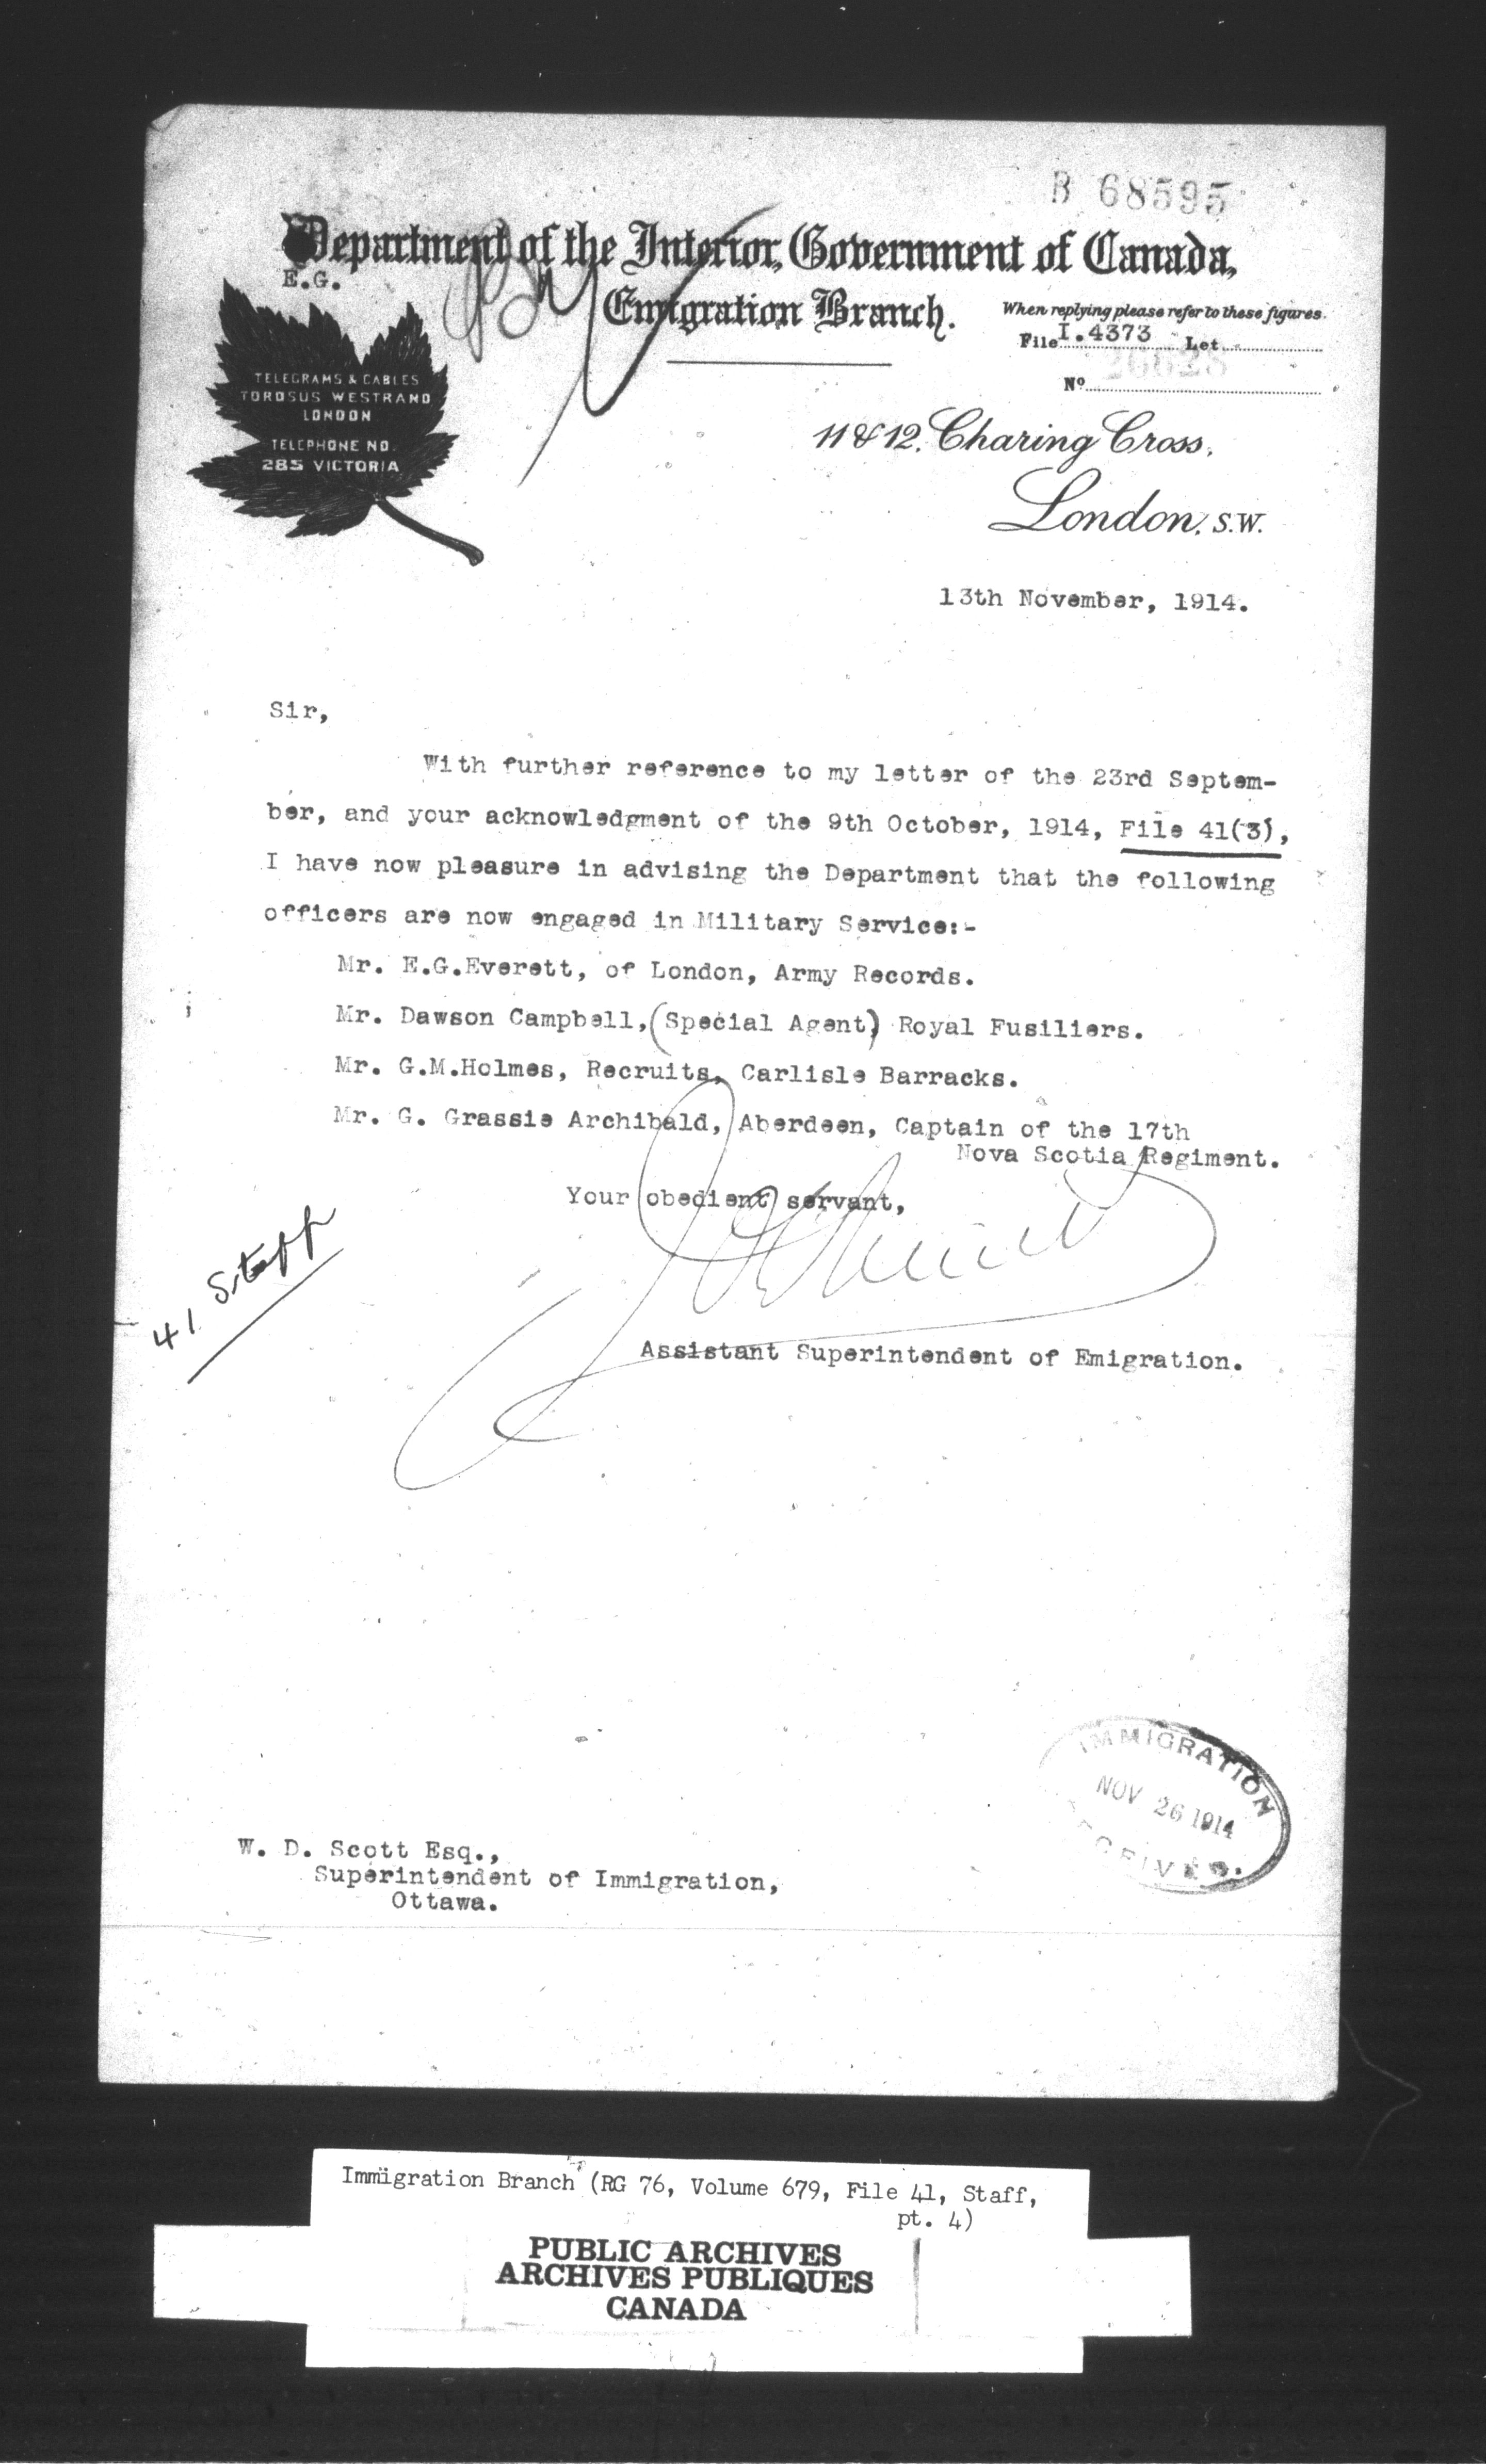 B 68595
Department of the Interior, Government of Canada,
E.G.
Emigration Branch.
When replying please refer to these figures.
File I.4373 Let
Nº 26628
TELEGRAMS & CABLES
TOROSUS WESTRAND
LONDON
TELEPHONE NO.
285 VICTORIA
11 & 12, Charing Cross,
London, S.W.
13th November, 1914.
Sir,
With further reference to my letter of the 23rd Septem-
ber, and your acknowledgment of the 9th October, 1914, File 41(3),
I have now pleasure in advising the Department that the following
officers are now engaged in Military Service:-
Mr. E.G.Everett, of London, Army Records.
Mr. Dawson Campbell, (Special Agent) Royal Fusiliers.
Mr. G.M.Holmes, Recruits, Carlisle Barracks.
Mr. G. Grassie Archibald, Aberdeen, Captain of the 17th
Nova Scotia Regiment.
Your obedient servant,
41 Staff
Assistant Superintendent of Emigration.
IMMIGRATION
NOV 26 1914
RECEIVED.
W. D. Scott Esq.,
Superintendent of Immigration,
Ottawa.
Immigration Branch (RG 76, Volume 679, File 41, Staff,
pt. 4)
PUBLIC ARCHIVES
ARCHIVES PUBLIQUES
CANADA